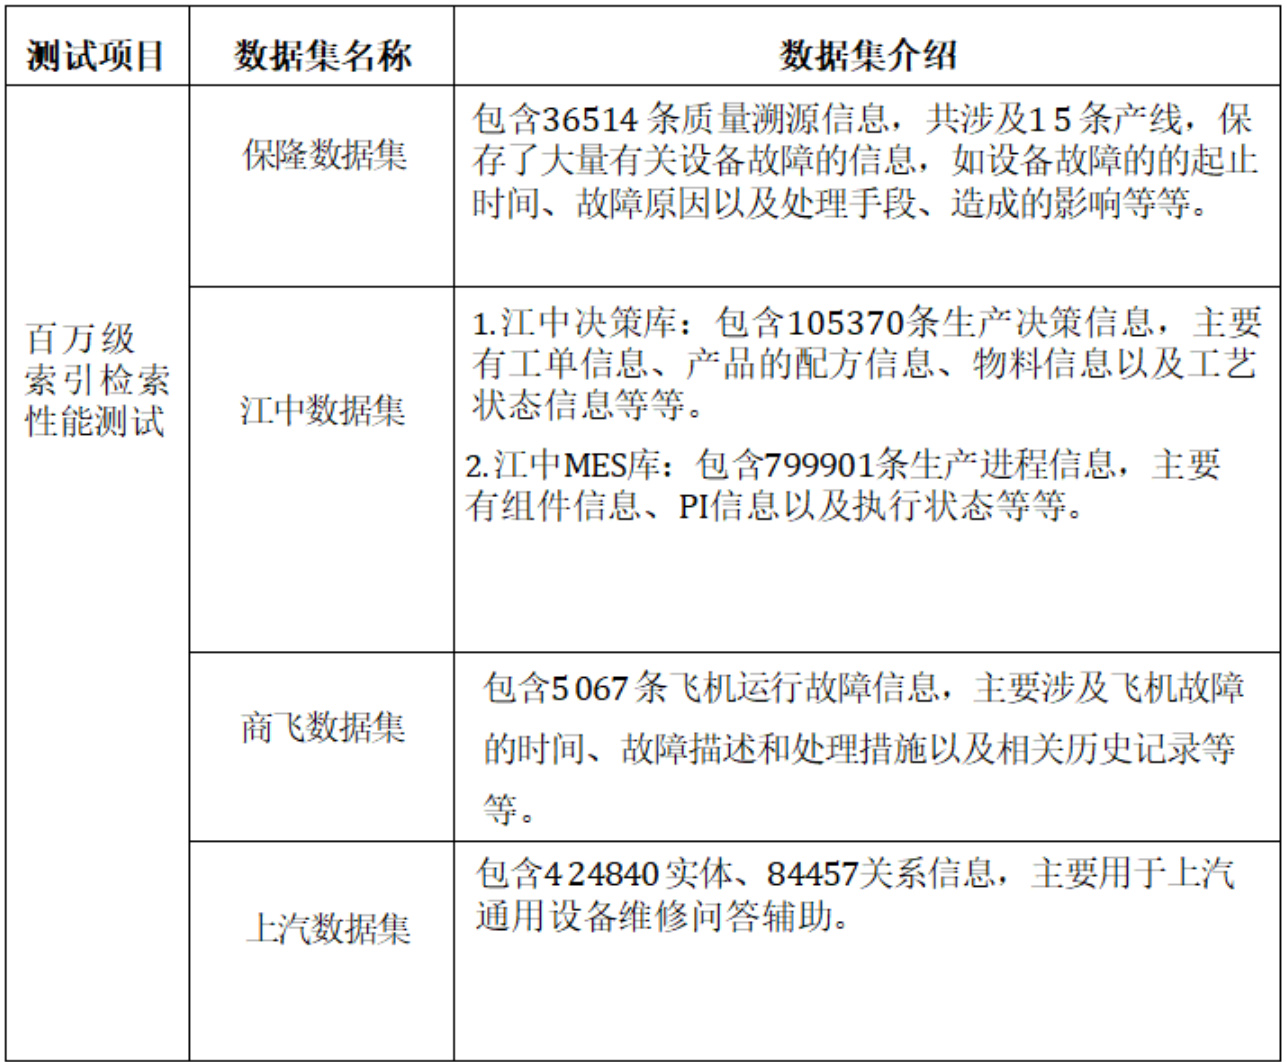 测试项目
数据集名称
数据集介绍
百万级
索引检索
性能测试
保隆数据集
包含36514条质量溯源信息，共涉及15条产线，保
存了大量有关设备故障的信息，如设备故障的的起止
时间、故障原因以及处理手段、造成的影响等等。
江中数据集
1.江中决策库：包含105370条生产决策信息，主要
有工单信息、产品的配方信息、物料信息以及工艺
状态信息等等。
2.江中MES库：包含799901条生产进程信息，主要
有组件信息、PI信息以及执行状态等等。
商飞数据集
包含5067条飞机运行故障信息，主要涉及飞机故障
的时间、故障描述和处理措施以及相关历史记录等
等。
上汽数据集
包含424840实体、84457关系信息，主要用于上汽
通用设备维修问答辅助。